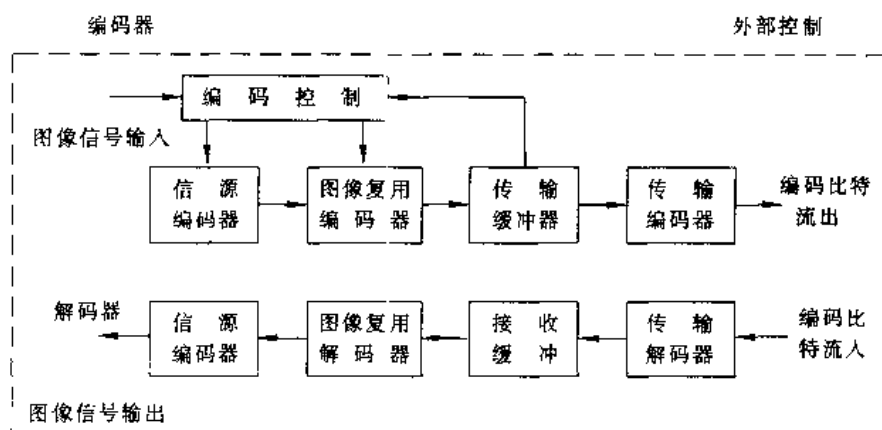 编码器 外部控制
编码控制
图像信号输入
信源 图像复用 传输 传输 编码比特
编码器 编码器 缓冲器 编码器 流出
解码器 信源 图像复用 接收 传输 编码比
编码器 解码器 缓冲 解码器 特流入
图像信号输出